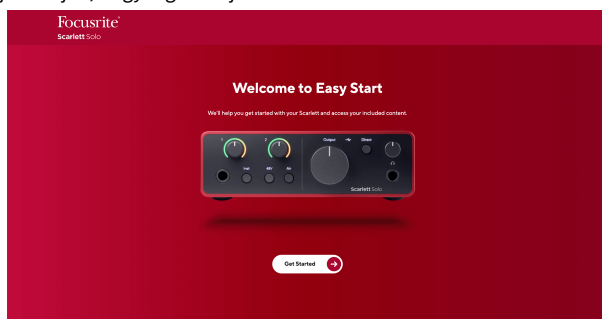 Focusrite®
Scarlett Solo
Welcome to Easy Start
We'll help you get started with your Scarlett and access your included content.
1 2 Output Direct
Inst 48V Air
Scarlett Solo
Get Started